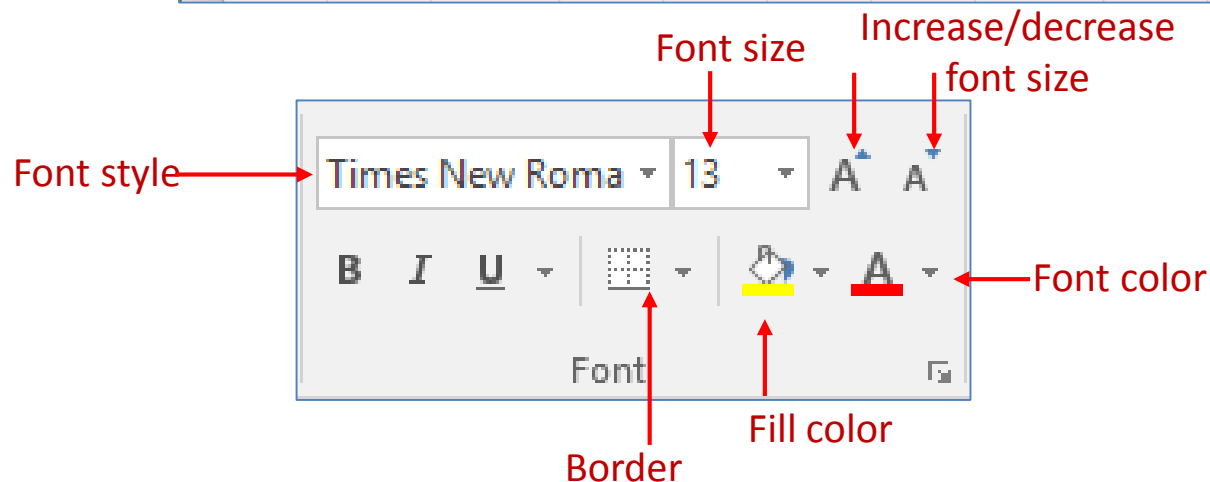 Increase/decrease
Font size
font size
Font style
Times New Roma
13
A A
B I U A
Font color
Font
Fill color
Border